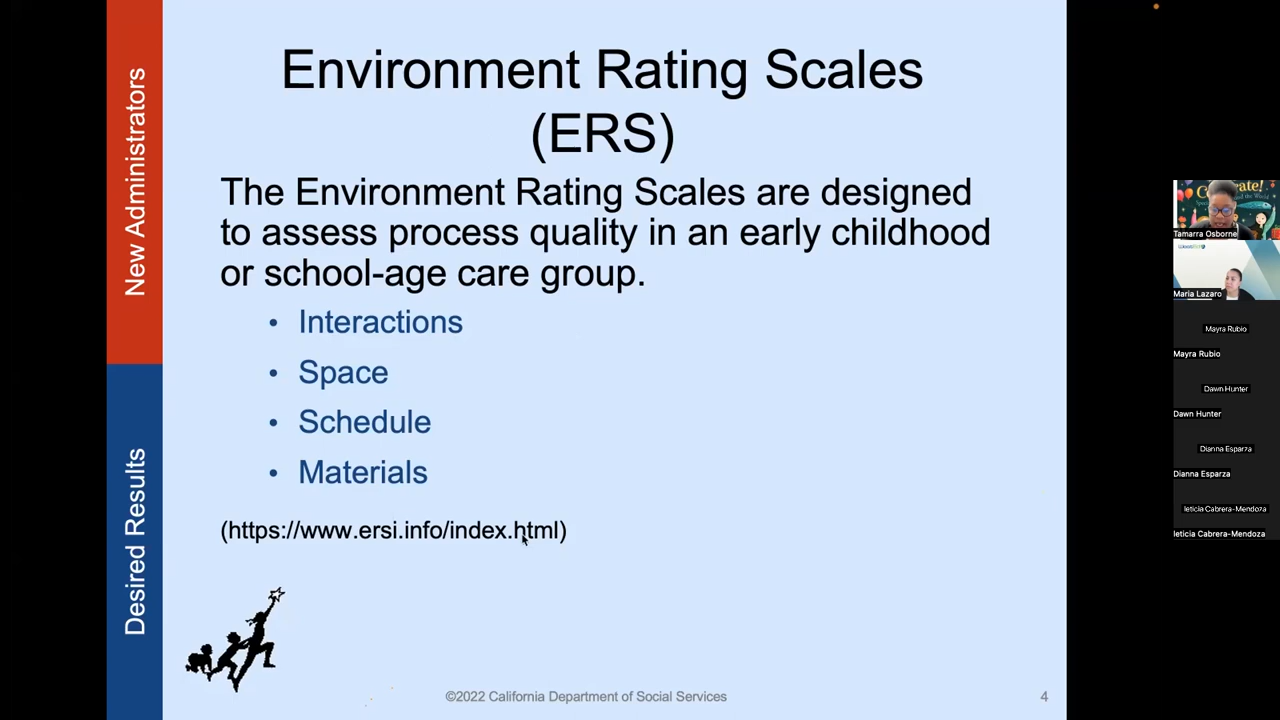 New Administrators
Desired Results
Environment Rating Scales
(ERS)
The Environment Rating Scales are designed
to assess process quality in an early childhood
or school-age care group.
• Interactions
• Space
• Schedule
• Materials
(https://www.ersi.info/index.html)
©2022 California Department of Social Services
4
Tamarra Osborne
Maria Lazaro
Mayra Rubio
Mayra Rubio
Dawn Hunter
Dawn Hunter
Dianna Esparza
Dianna Esparza
leticia Cabrera-Mendoza
leticia Cabrera-Mendoza